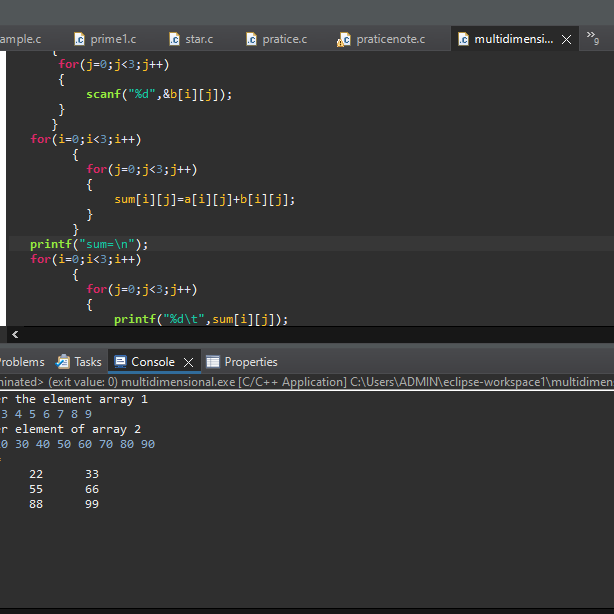 ample.c prime1.c star.c pratice.c praticenote.c multidimensi... »9
{
for(j=0;j<3;j++)
{
scanf("%d",&b[i][j]);
}
}
for(i=0;i<3;i++)
{
for(j=0;j<3;j++)
{
sum[i][j]=a[i][j]+b[i][j];
}
}
printf("sum=\n");
for(i=0;i<3;i++)
{
for(j=0;j<3;j++)
{
printf("%d\t",sum[i][j]);
roblems Tasks Console Properties
minated> (exit value: 0) multidimensional.exe [C/C++ Application] C:\Users\ADMIN\eclipse-workspace1\multidimen
er the element array 1
3 4 5 6 7 8 9
er element of array 2
0 30 40 50 60 70 80 90
22 33
55 66
88 99